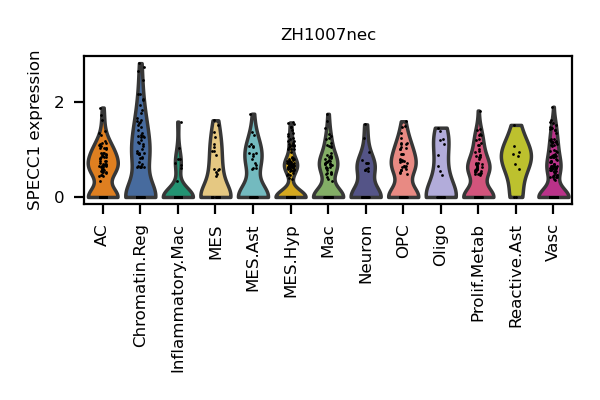 ZH1007nec
SPECC1 expression
2
0
AC
Chromatin.Reg
Inflammatory.Mac
MES
MES.Ast
MES.Hyp
Mac
Neuron
OPC
Oligo
Prolif.Metab
Reactive.Ast
Vasc